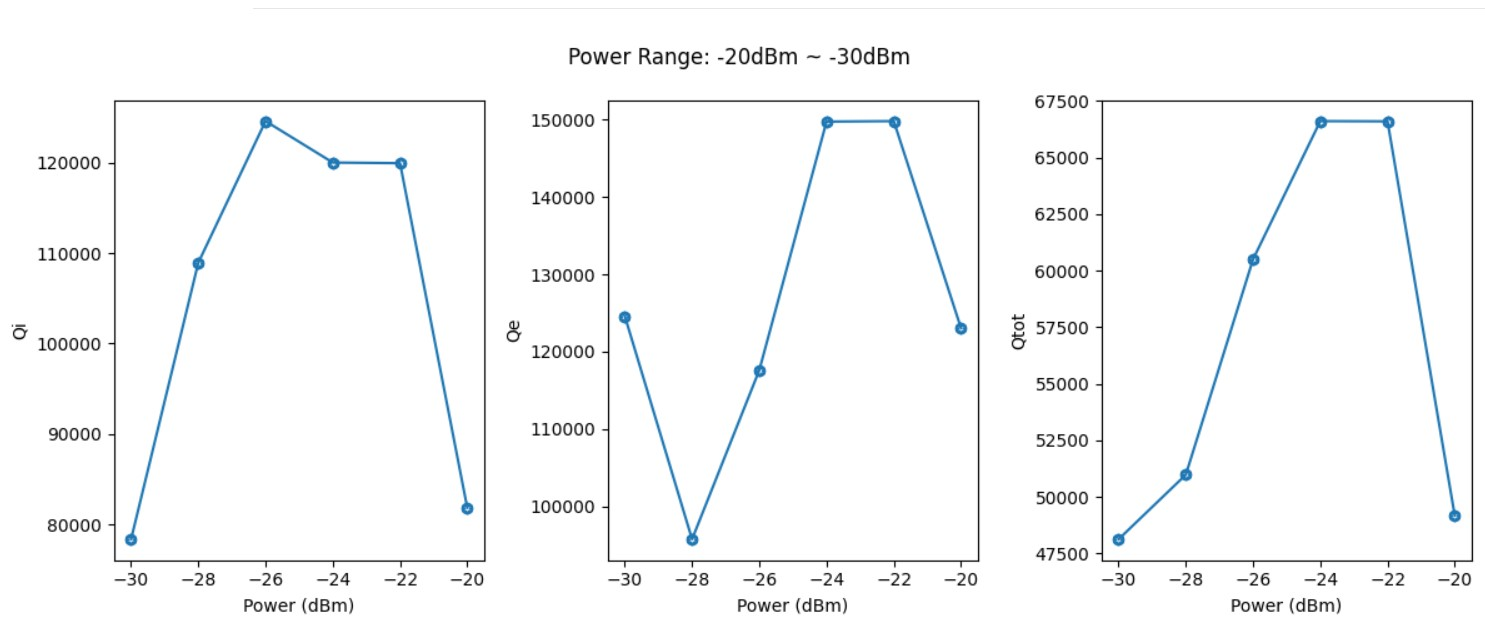 Power Range: -20dBm ~ -30dBm
Qi
120000
110000
100000
90000
80000
−30 −28 −26 −24 −22 −20
Power (dBm)
Qe
150000
140000
130000
120000
110000
100000
−30 −28 −26 −24 −22 −20
Power (dBm)
Qtot
67500
65000
62500
60000
57500
55000
52500
50000
47500
−30 −28 −26 −24 −22 −20
Power (dBm)